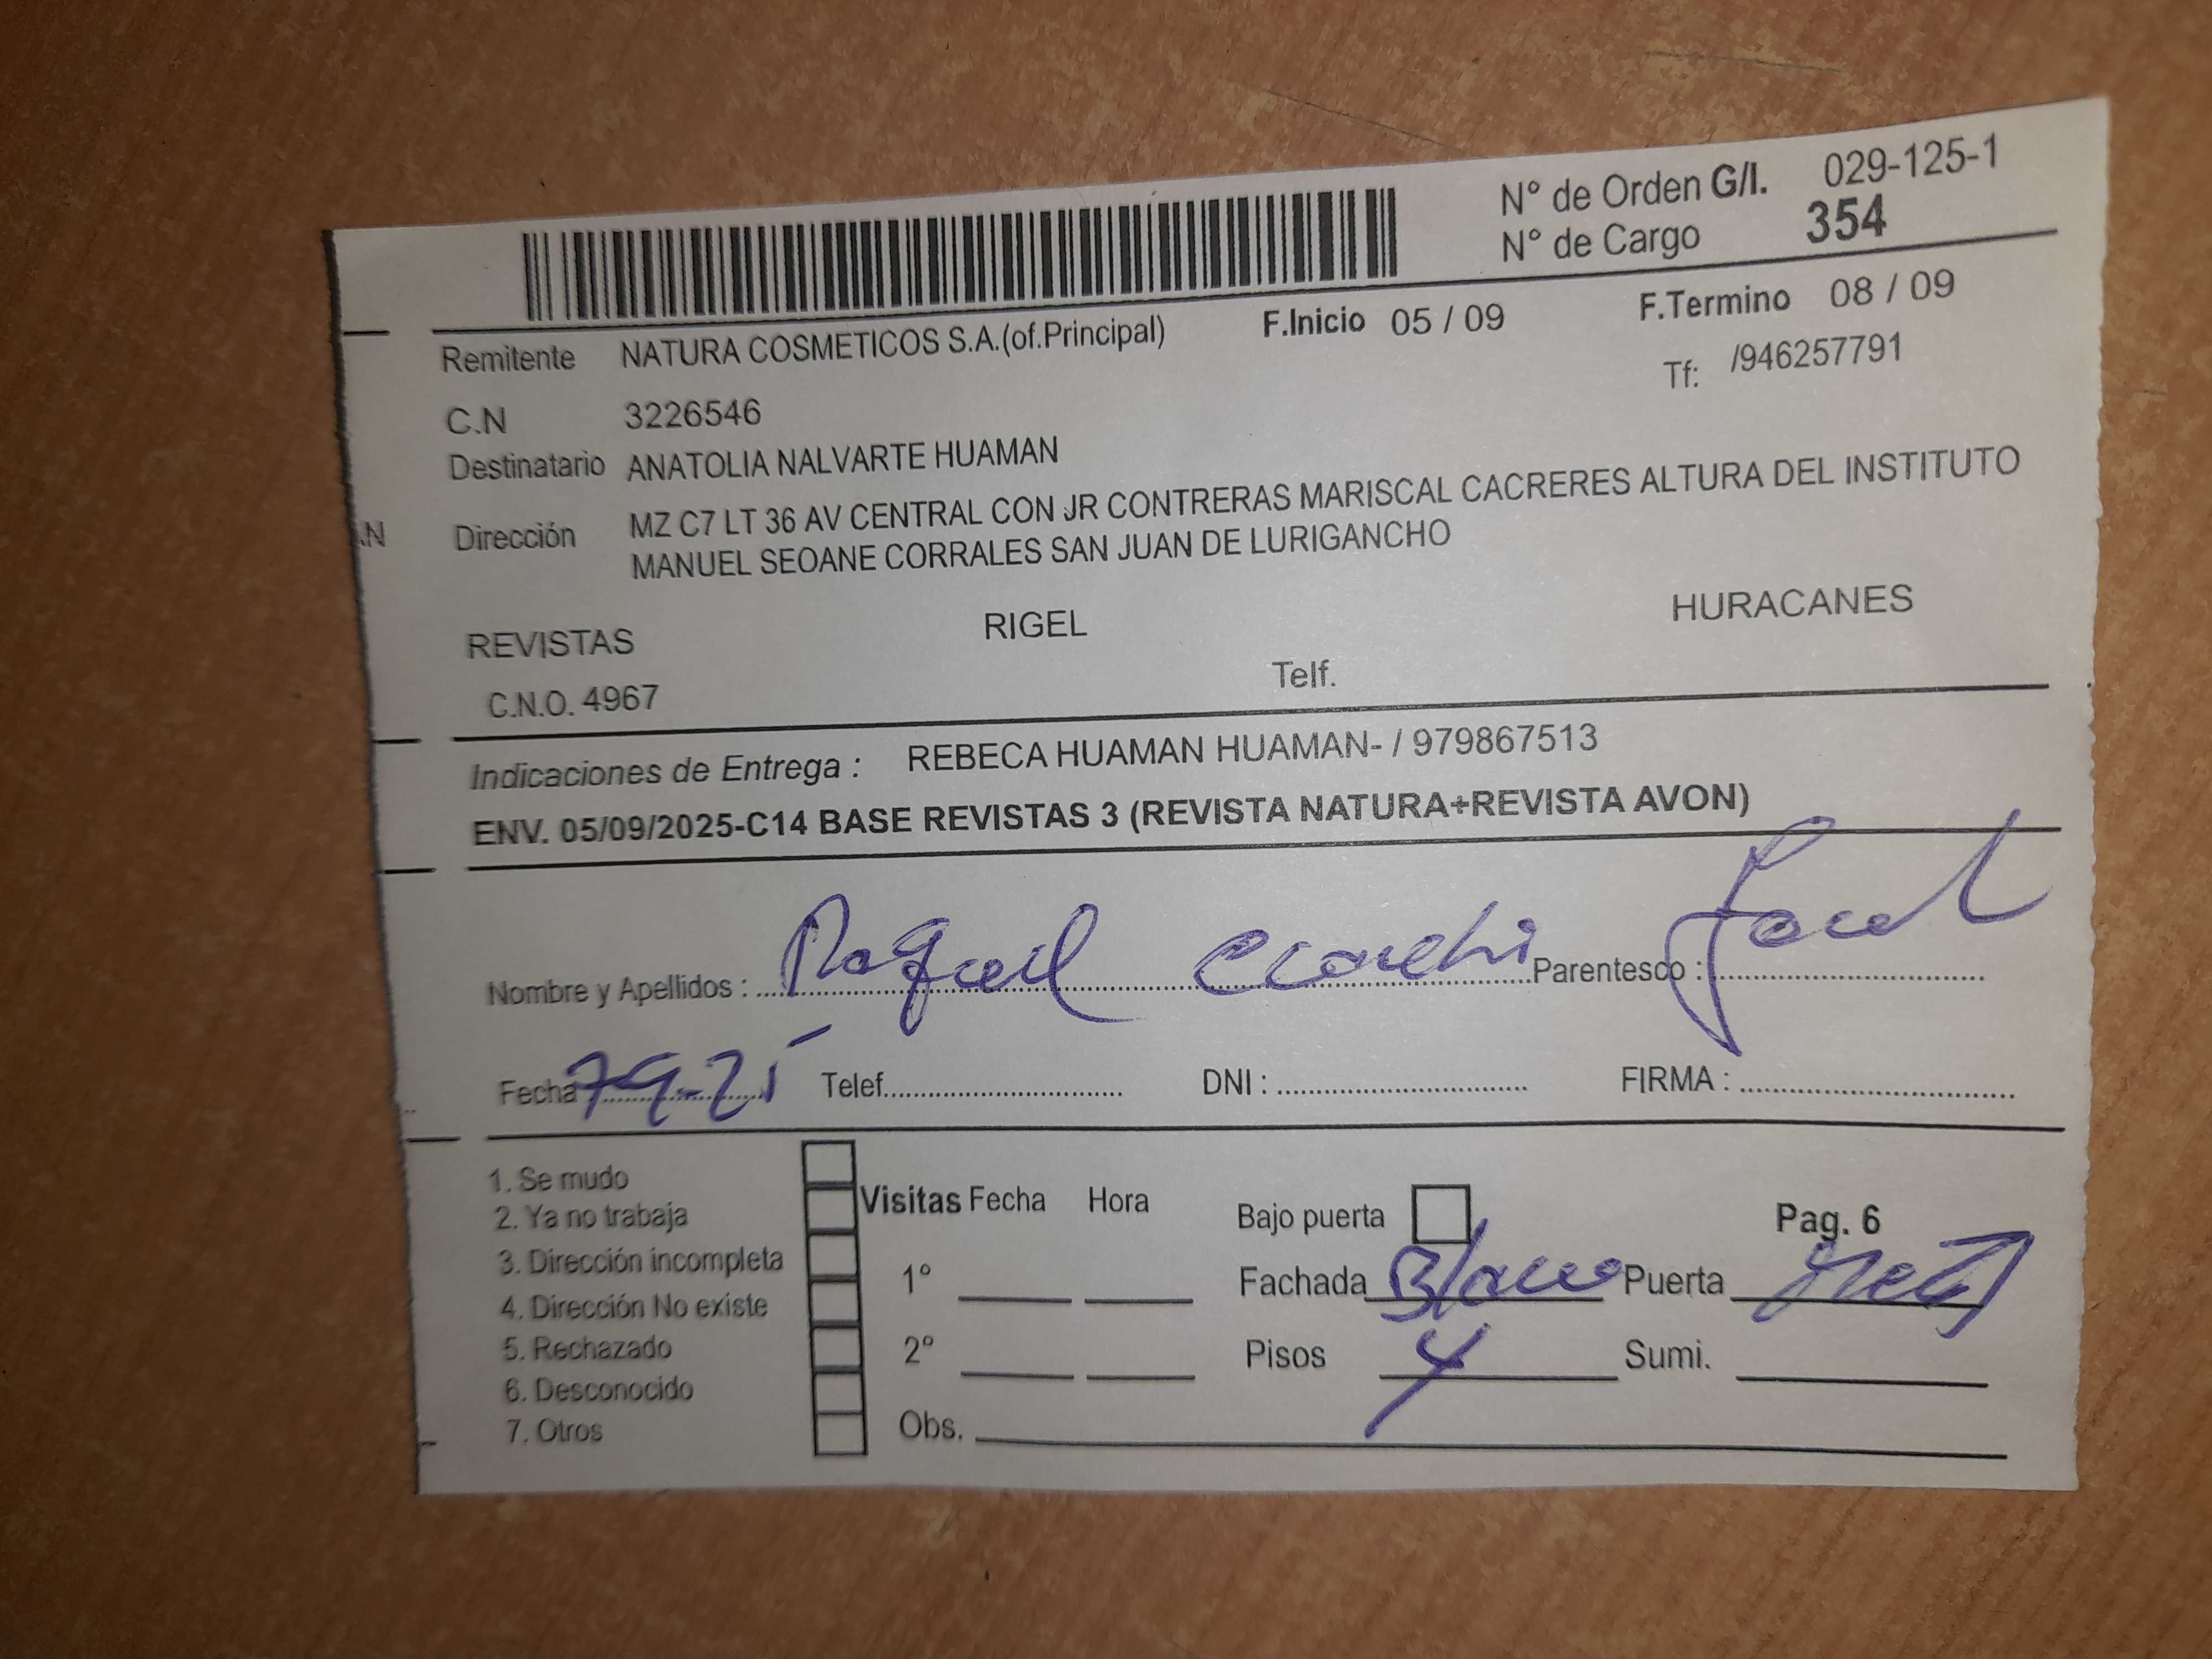 N° de Orden G/I. 029-125-1
N° de Cargo 354
Remitente NATURA COSMETICOS S.A.(of.Principal) F.Inicio 05 / 09 F.Termino 08 / 09
C.N 3226546 Tf: /946257791
Destinatario ANATOLIA NALVARTE HUAMAN
.N Dirección MZ C7 LT 36 AV CENTRAL CON JR CONTRERAS MARISCAL CACRERES ALTURA DEL INSTITUTO
MANUEL SEOANE CORRALES SAN JUAN DE LURIGANCHO
REVISTAS RIGEL HURACANES
C.N.O. 4967 Telf.
Indicaciones de Entrega : REBECA HUAMAN HUAMAN- / 979867513
ENV. 05/09/2025-C14 BASE REVISTAS 3 (REVISTA NATURA+REVISTA AVON)
Nombre y Apellidos : Raquel Parentesco :
Fecha : 7-9-25 Telef. DNI : FIRMA :
1. Se mudo
2. Ya no trabaja
3. Dirección incompleta
4. Dirección No existe
5. Rechazado
6. Desconocido
7. Otros
Visitas Fecha Hora
1°
2°
Obs.
Bajo puerta Pag. 6
Fachada Blanco Puerta
Pisos 4 Sumi.